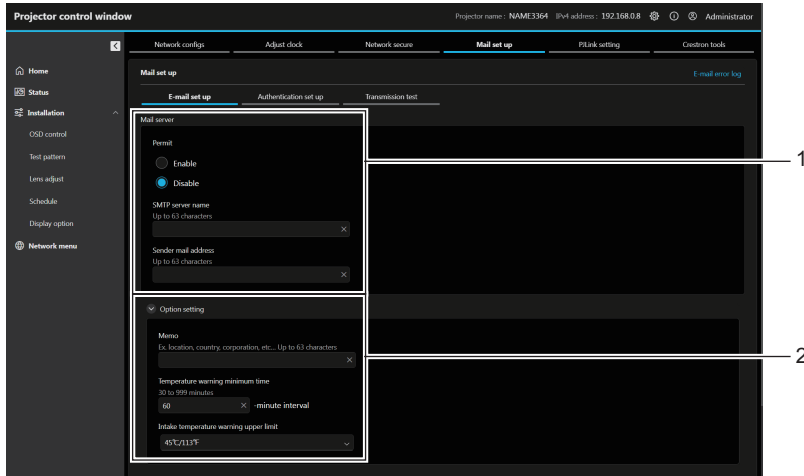 Projector control window
Projector name : NAME3364 IPv4 address : 192.168.0.8 Administrator
Network configs Adjust clock Network secure Mail set up PJLink setting Crestron tools
Home
Status
Installation
OSD control
Test pattern
Lens adjust
Schedule
Display option
Network menu
Mail set up E-mail error log
E-mail set up Authentication set up Transmission test
Mail server
Permit
Enable
Disable
SMTP server name
Up to 63 characters
Sender mail address
Up to 63 characters
1
Option setting
Memo
Ex. location, country, corporation, etc... Up to 63 characters
Temperature warning minimum time
30 to 999 minutes
60 -minute interval
Intake temperature warning upper limit
45℃/113℉
2